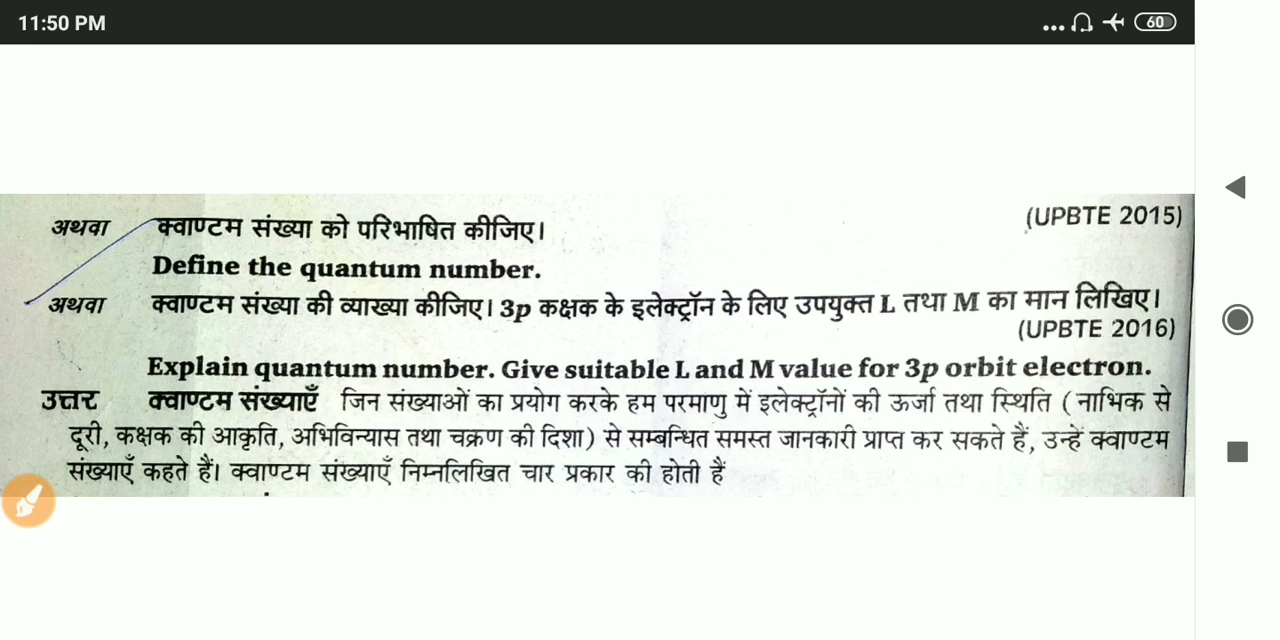 11:50 PM
60
अथवा क्वाण्टम संख्या को परिभाषित कीजिए।
(UPBTE 2015)
Define the quantum number.
अथवा क्वाण्टम संख्या की व्याख्या कीजिए। 3p कक्षक के इलेक्ट्रॉन के लिए उपयुक्त L तथा M का मान लिखिए।
(UPBTE 2016)
Explain quantum number. Give suitable L and M value for 3p orbit electron.
उत्तर क्वाण्टम संख्याएँ जिन संख्याओं का प्रयोग करके हम परमाणु में इलेक्ट्रॉनों की ऊर्जा तथा स्थिति ( नाभिक से
दूरी, कक्षक की आकृति, अभिविन्यास तथा चक्रण की दिशा) से सम्बन्धित समस्त जानकारी प्राप्त कर सकते हैं, उन्हें क्वाण्टम
संख्याएँ कहते हैं। क्वाण्टम संख्याएँ निम्नलिखित चार प्रकार की होती हैं